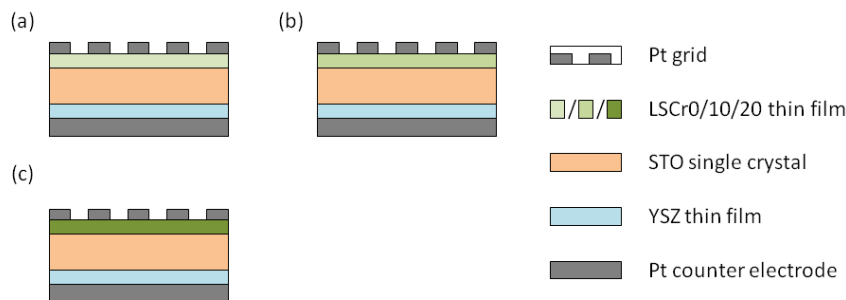 (a)
(b)
(c)
Pt grid
LSCr0/10/20 thin film
STO single crystal
YSZ thin film
Pt counter electrode